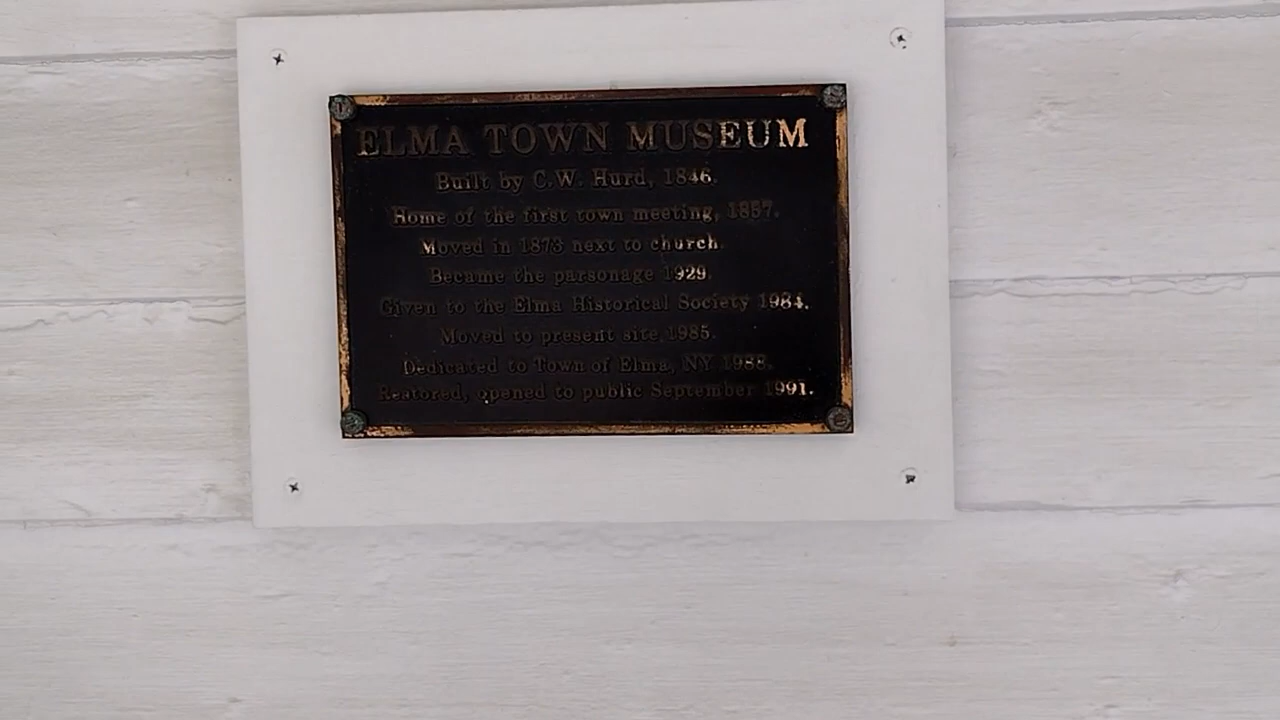 ELMA TOWN MUSEUM
Built by C.W. Hurd, 1846.
Home of the first town meeting, 1857.
Moved in 1873 next to church.
Became the parsonage 1929.
Given to the Elma Historical Society 1984.
Moved to present site 1985.
Dedicated to Town of Elma, NY 1988.
Restored, opened to public September 1991.